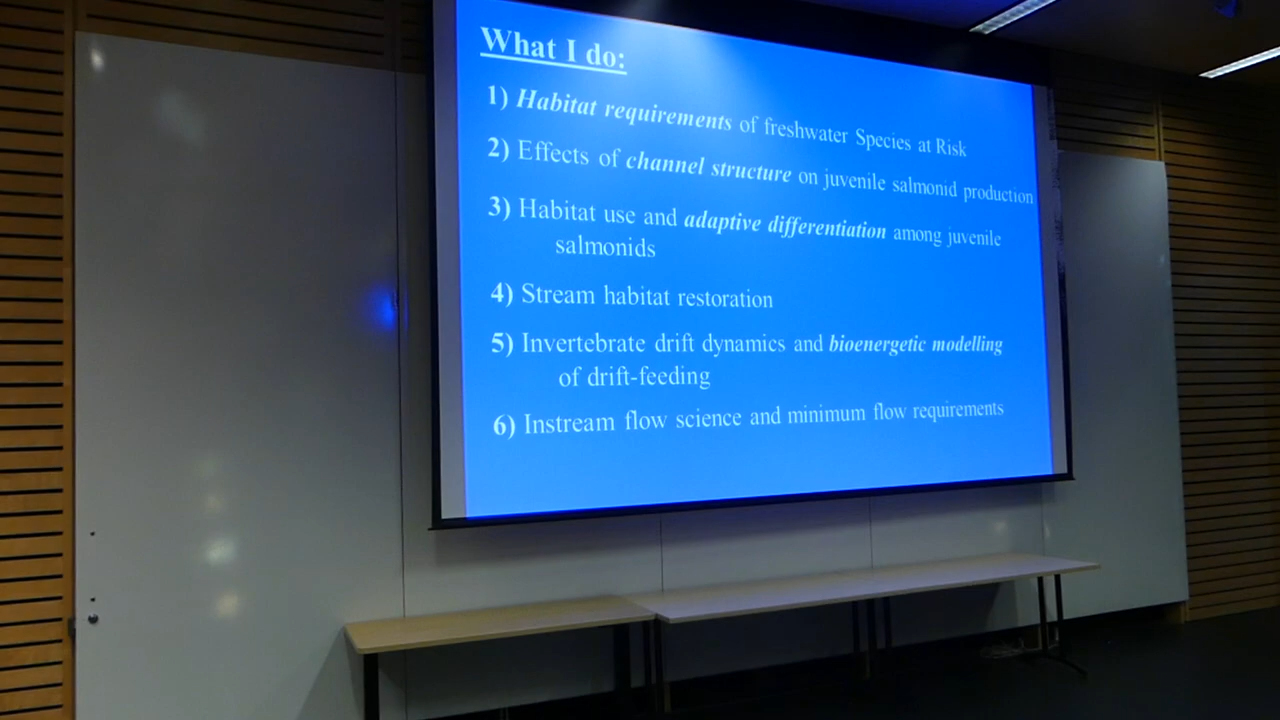 What I do:
1) Habitat requirements of freshwater Species at Risk
2) Effects of channel structure on juvenile salmonid production
3) Habitat use and adaptive differentiation among juvenile
salmonids
4) Stream habitat restoration
5) Invertebrate drift dynamics and bioenergetic modelling
of drift-feeding
6) Instream flow science and minimum flow requirements